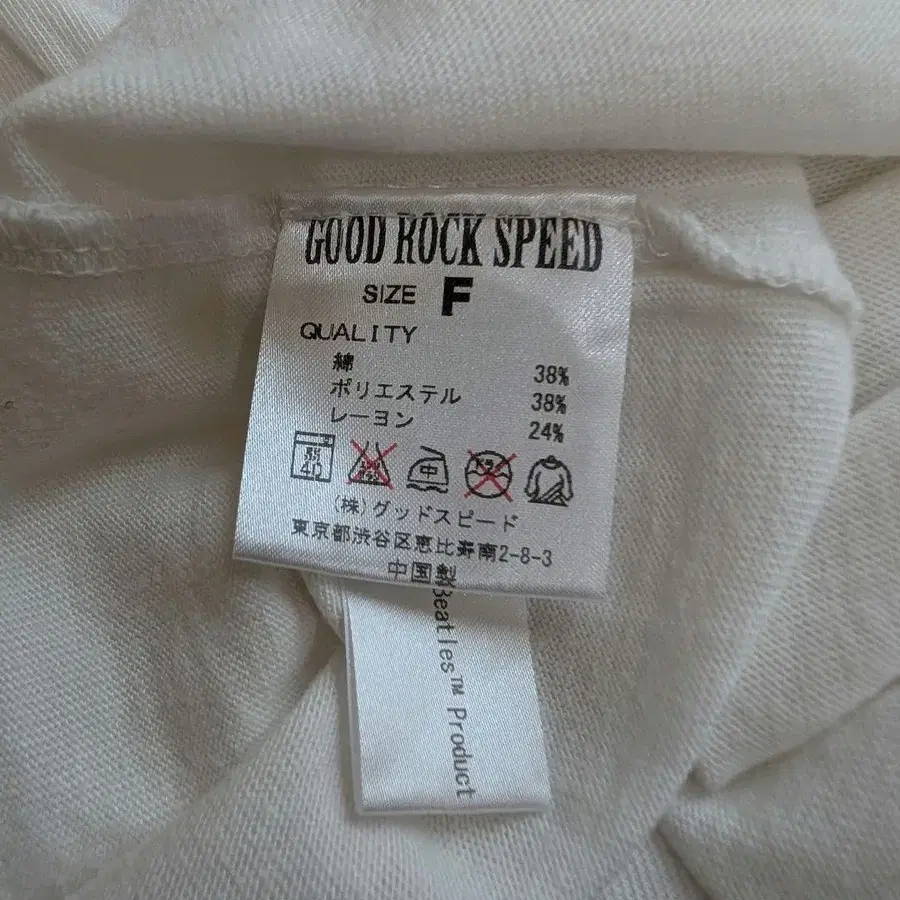 GOOD ROCK SPEED
SIZE F
QUALITY
綿 38%
ポリエステル 38%
レーヨン 24%
40 中
(株)グッドスピード
東京都渋谷区恵比寿南2-8-3
中国製
Beatles™ Product